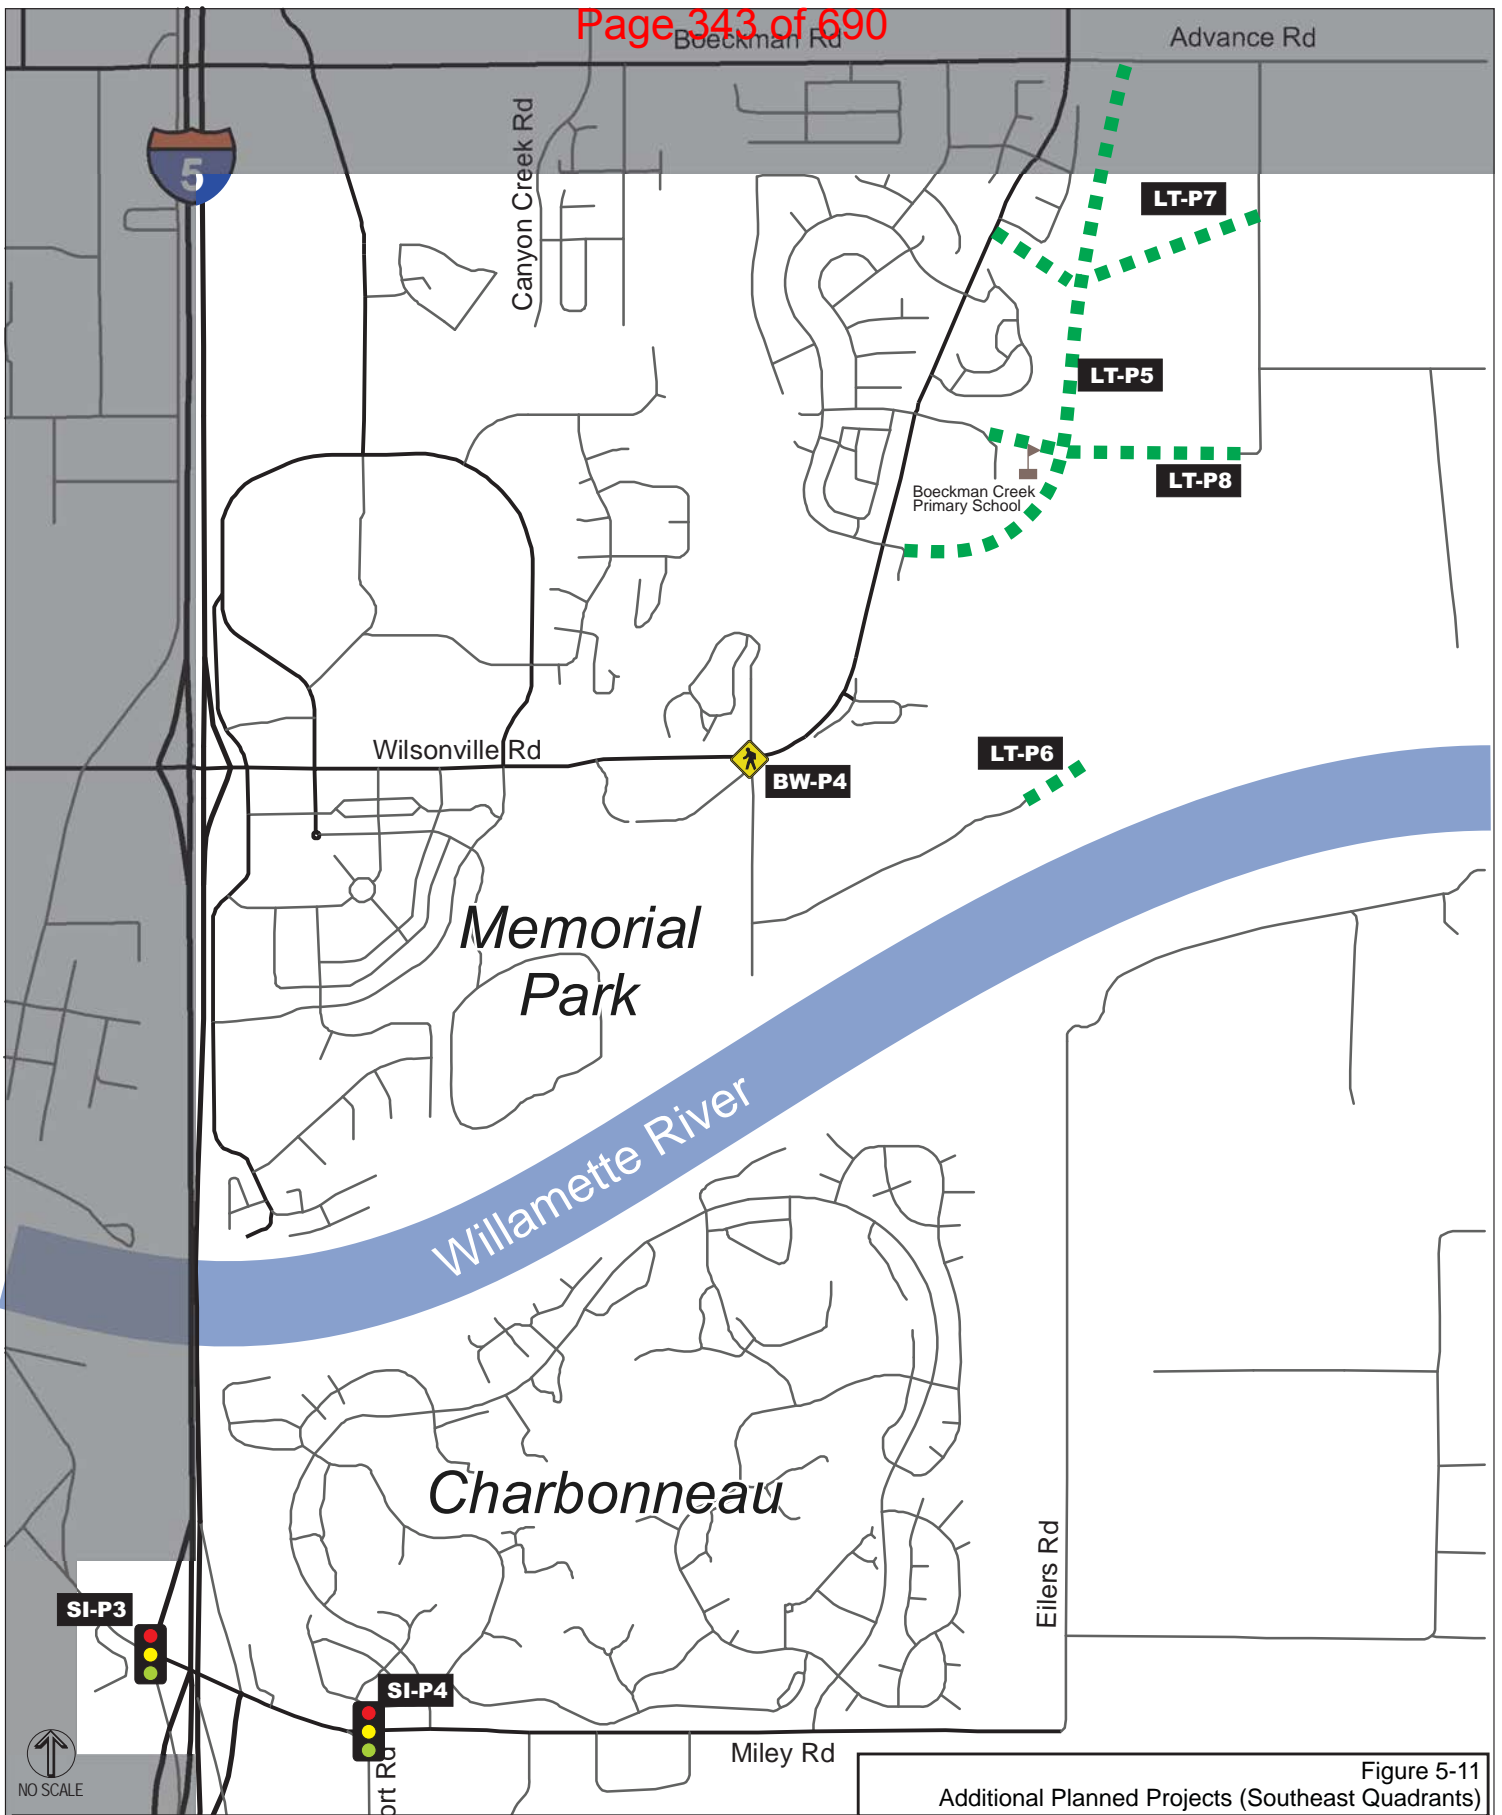 Page 343 of 690
Boeckman Rd
Advance Rd
Canyon Creek Rd
5
LT-P7
LT-P5
LT-P8
Boeckman Creek
Primary School
Wilsonville Rd
BW-P4
LT-P6
Memorial
Park
Willamette River
Charbonneau
Eilers Rd
SI-P3
SI-P4
Miley Rd
ort Rd
NO SCALE
Figure 5-11
Additional Planned Projects (Southeast Quadrants)